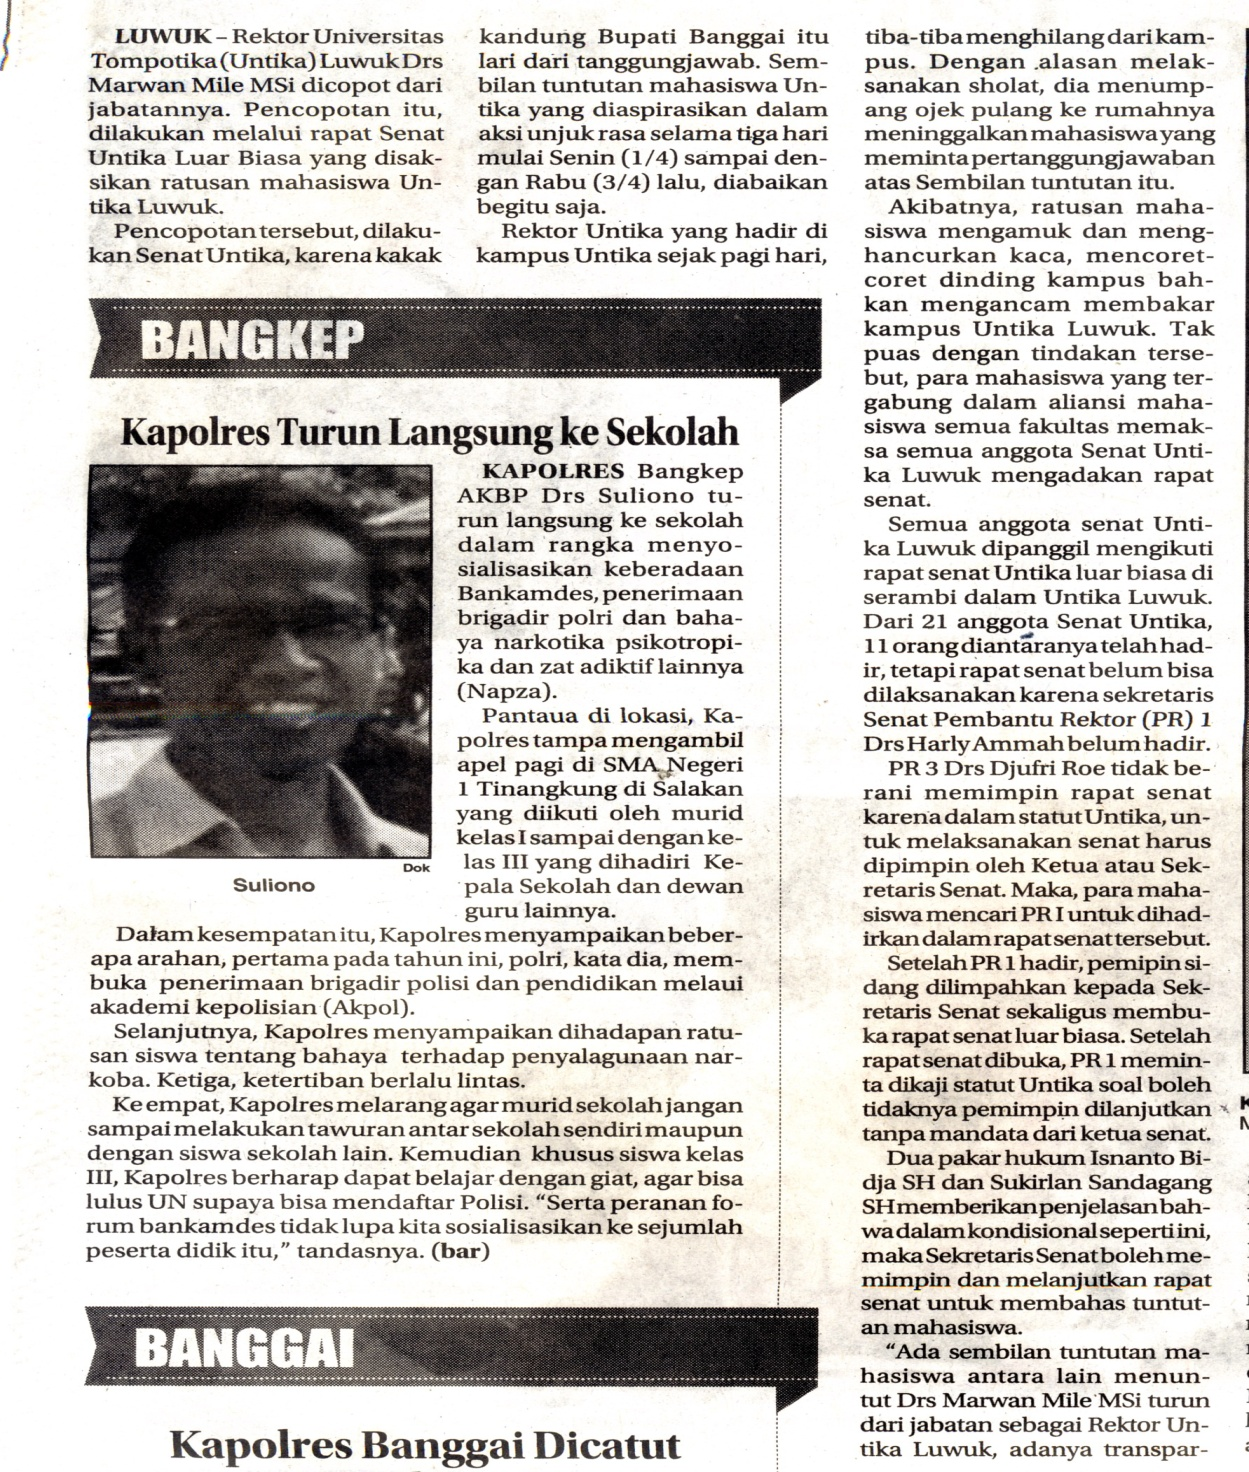 LUWUK – Rektor Universitas
Tompotika (Untika) Luwuk Drs
Marwan Mile MSi dicopot dari
jabatannya. Pencopotan itu,
dilakukan melalui rapat Senat
Untika Luar Biasa yang disak-
sikan ratusan mahasiswa Un-
tika Luwuk.
Pencopotan tersebut, dilaku-
kan Senat Untika, karena kakak
kandung Bupati Banggai itu
lari dari tanggungjawab. Sem-
bilan tuntutan mahasiswa Un-
tika yang diaspirasikan dalam
aksi unjuk rasa selama tiga hari
mulai Senin (1/4) sampai den-
gan Rabu (3/4) lalu, diabaikan
begitu saja.
Rektor Untika yang hadir di
kampus Untika sejak pagi hari,
tiba-tiba menghilang dari kam-
pus. Dengan alasan melak-
sanakan sholat, dia menump-
ang ojek pulang ke rumahnya
meninggalkan mahasiswa yang
meminta pertanggungjawaban
atas Sembilan tuntutan itu.
Akibatnya, ratusan maha-
siswa mengamuk dan meng-
hancurkan kaca, mencoret-
coret dinding kampus bah-
kan mengancam membakar
kampus Untika Luwuk. Tak
puas dengan tindakan terse-
but, para mahasiswa yang ter-
gabung dalam aliansi maha-
siswa semua fakultas memak-
sa semua anggota Senat Unti-
ka Luwuk mengadakan rapat
senat.
Semua anggota senat Unti-
ka Luwuk dipanggil mengikuti
rapat senat Untika luar biasa di
serambi dalam Untika Luwuk.
Dari 21 anggota Senat Untika,
11 orang diantaranya telah had-
ir, tetapi rapat senat belum bisa
dilaksanakan karena sekretaris
Senat Pembantu Rektor (PR) 1
Drs Harly Ammah belum hadir.
PR 3 Drs Djufri Roe tidak be-
rani memimpin rapat senat
karena dalam statut Untika, un-
tuk melaksanakan senat harus
dipimpin oleh Ketua atau Sek-
retaris Senat. Maka, para maha-
siswa mencari PR I untuk dihad-
irkan dalam rapat senat tersebut.
Setelah PR 1 hadir, pemipin si-
dang dilimpahkan kepada Sek-
retaris Senat sekaligus membu-
ka rapat senat luar biasa. Setelah
rapat senat dibuka, PR 1 memin-
ta dikaji statut Untika soal boleh
tidaknya pemimpin dilanjutkan
tanpa mandata dari ketua senat.
Dua pakar hukum Isnanto Bi-
dja SH dan Sukirlan Sandagang
SH memberikan penjelasan bah-
wa dalam kondisional seperti ini,
maka Sekretaris Senat boleh me-
mimpin dan melanjutkan rapat
senat untuk membahas tuntut-
an mahasiswa.
“Ada sembilan tuntutan ma-
hasiswa antara lain menun-
tut Drs Marwan Mile MSi turun
dari jabatan sebagai Rektor Un-
tika Luwuk, adanya transpar-
BANGKEP
Kapolres Turun Langsung ke Sekolah
KAPOLRES Bangkep
AKBP Drs Suliono tu-
run langsung ke sekolah
dalam rangka menyo-
sialisasikan keberadaan
Bankamdes, penerimaan
brigadir polri dan baha-
ya narkotika psikotropi-
ka dan zat adiktif lainnya
(Napza).
Pantaua di lokasi, Ka-
polres tampa mengambil
apel pagi di SMA Negeri
1 Tinangkung di Salakan
yang diikuti oleh murid
kelas I sampai dengan ke-
las III yang dihadiri Ke-
pala Sekolah dan dewan
guru lainnya.
Dok
Suliono
Dalam kesempatan itu, Kapolres menyampaikan beber-
apa arahan, pertama pada tahun ini, polri, kata dia, mem-
buka penerimaan brigadir polisi dan pendidikan melaui
akademi kepolisian (Akpol).
Selanjutnya, Kapolres menyampaikan dihadapan ratu-
san siswa tentang bahaya terhadap penyalagunaan nar-
koba. Ketiga, ketertiban berlalu lintas.
Ke empat, Kapolres melarang agar murid sekolah jangan
sampai melakukan tawuran antar sekolah sendiri maupun
dengan siswa sekolah lain. Kemudian khusus siswa kelas
III, Kapolres berharap dapat belajar dengan giat, agar bisa
lulus UN supaya bisa mendaftar Polisi. “Serta peranan fo-
rum bankamdes tidak lupa kita sosialisasikan ke sejumlah
peserta didik itu,” tandasnya. (bar)
BANGGAI
Kapolres Banggai Dicatut